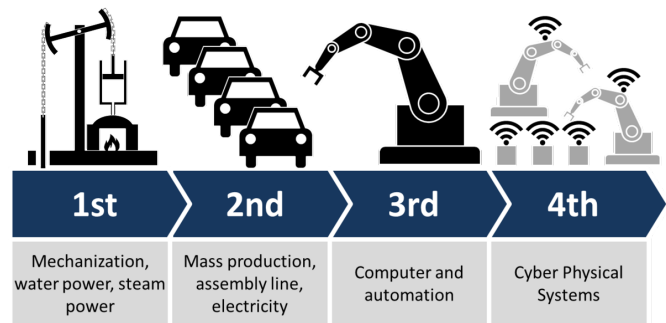 1st
2nd
3rd
4th
Mechanization,
water power, steam
power
Mass production,
assembly line,
electricity
Computer and
automation
Cyber Physical
Systems